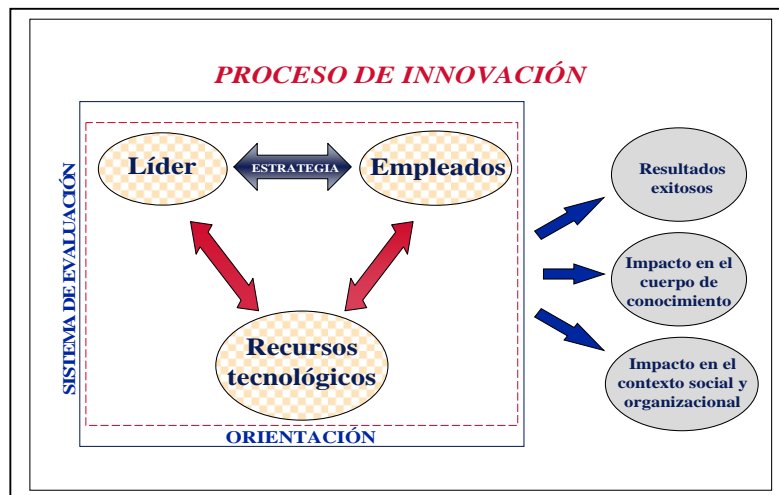 PROCESO DE INNOVACIÓN
Líder
ESTRATEGIA
Empleados
Recursos
tecnológicos
SISTEMA DE EVALUACIÓN
ORIENTACIÓN
Resultados
exitosos
Impacto en el
cuerpo de
conocimiento
Impacto en el
contexto social y
organizacional